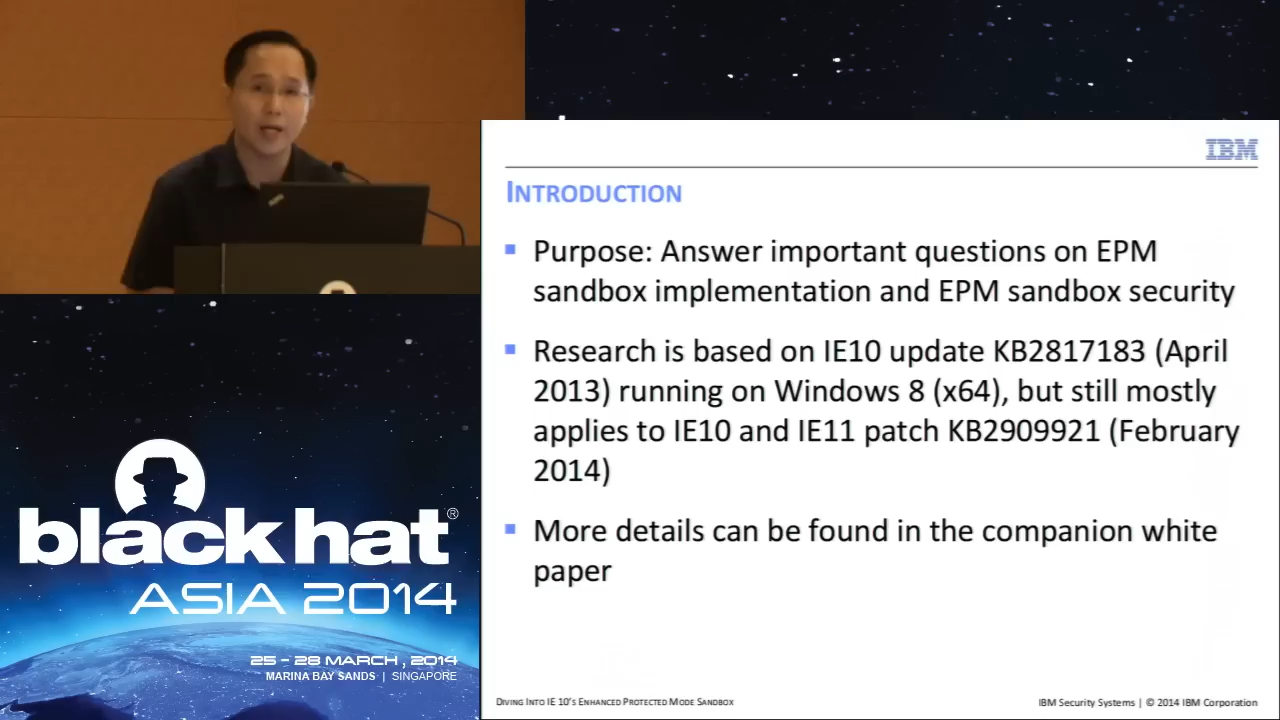 IBM
INTRODUCTION
Purpose: Answer important questions on EPM
sandbox implementation and EPM sandbox security
Research is based on IE10 update KB2817183 (April
2013) running on Windows 8 (x64), but still mostly
applies to IE10 and IE11 patch KB2909921 (February
2014)
More details can be found in the companion white
paper
DIVING INTO IE 10'S ENHANCED PROTECTED MODE SANDBOX
IBM Security Systems | © 2014 IBM Corporation
black hat®
ASIA 2014
25 - 28 MARCH, 2014
MARINA BAY SANDS | SINGAPORE